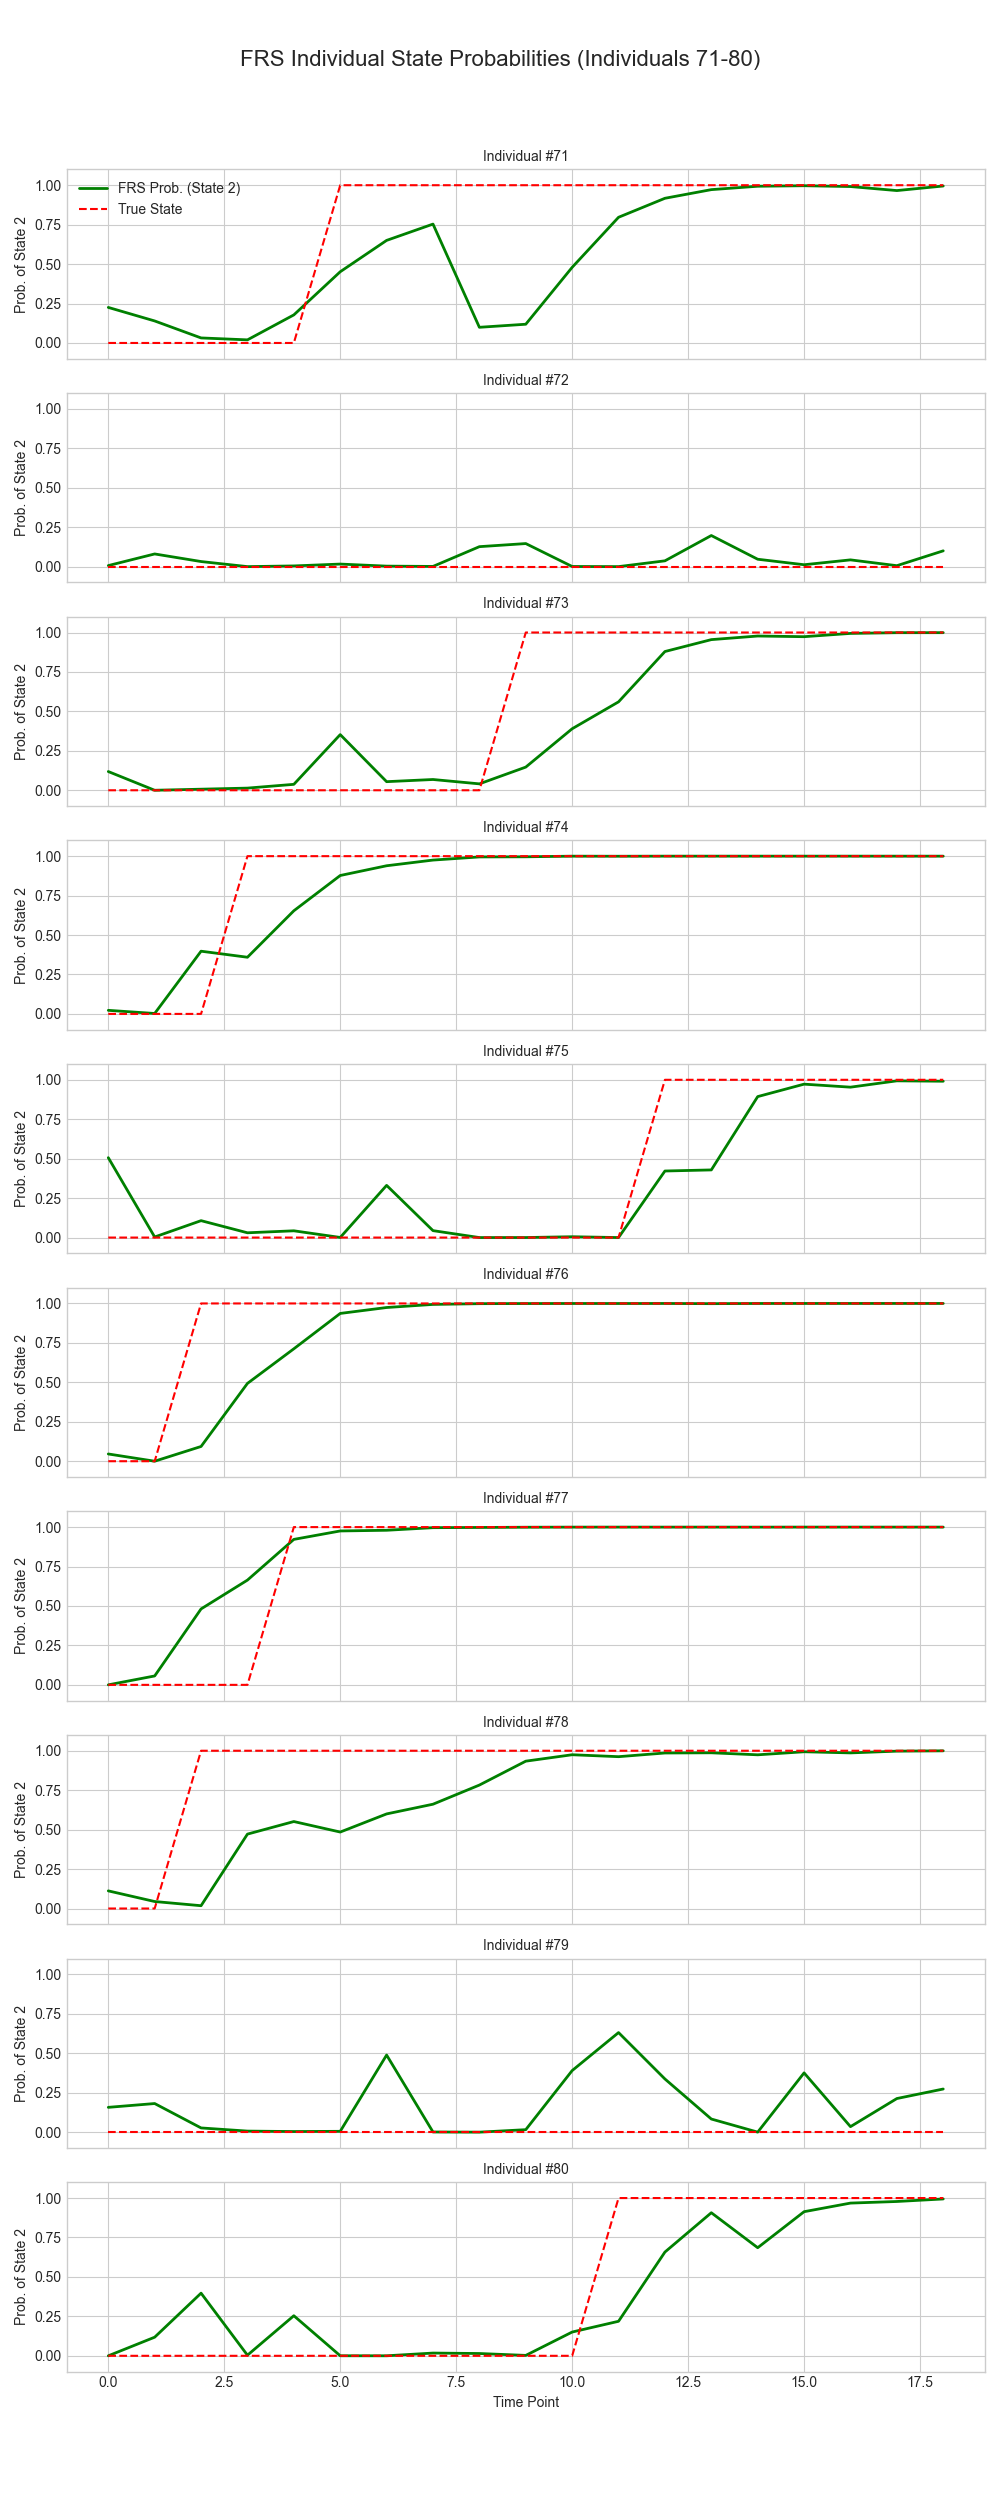 FRS Individual State Probabilities (Individuals 71-80)
Individual #71
1.00
0.75
0.50
0.25
0.00
Prob. of State 2
FRS Prob. (State 2)
True State
Individual #72
1.00
0.75
0.50
0.25
0.00
Prob. of State 2
Individual #73
1.00
0.75
0.50
0.25
0.00
Prob. of State 2
Individual #74
1.00
0.75
0.50
0.25
0.00
Prob. of State 2
Individual #75
1.00
0.75
0.50
0.25
0.00
Prob. of State 2
Individual #76
1.00
0.75
0.50
0.25
0.00
Prob. of State 2
Individual #77
1.00
0.75
0.50
0.25
0.00
Prob. of State 2
Individual #78
1.00
0.75
0.50
0.25
0.00
Prob. of State 2
Individual #79
1.00
0.75
0.50
0.25
0.00
Prob. of State 2
Individual #80
1.00
0.75
0.50
0.25
0.00
Prob. of State 2
0.0 2.5 5.0 7.5 10.0 12.5 15.0 17.5
Time Point